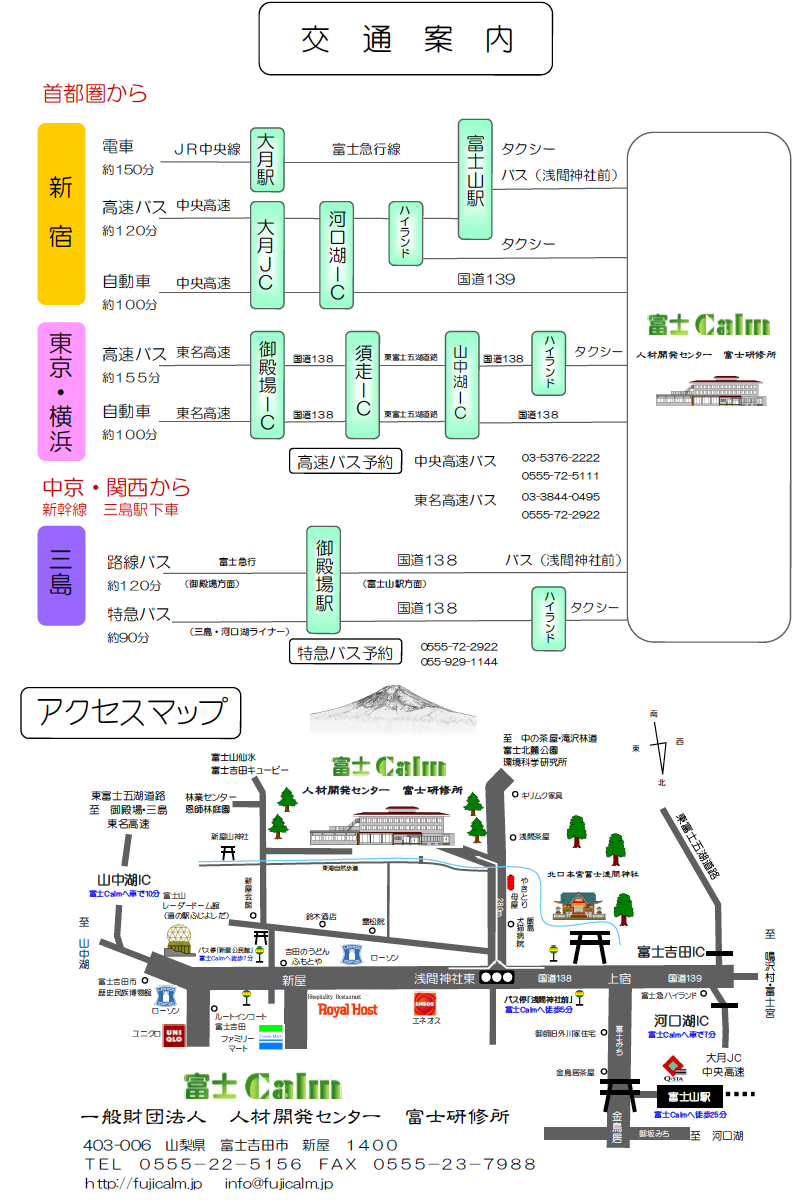 交 通 案 内
首都圏から
新宿
電車 JR中央線 大月駅 富士急行線 富士山駅 タクシー
約150分
バス（浅間神社前）
高速バス 中央高速 大月JC 河口湖IC ハイランド
約120分
タクシー
自動車 中央高速 国道139
約100分
富士 Calm
人材開発センター 富士研修所
東京・横浜
高速バス 東名高速 御殿場IC 国道138 須走IC 東富士五湖道路 山中湖IC 国道138 ハイランド タクシー
約155分
自動車 東名高速 国道138 東富士五湖道路 国道138
約100分
高速バス予約 中央高速バス 03-5376-2222
0555-72-5111
東名高速バス 03-3844-0495
0555-72-2922
中京・関西から
新幹線 三島駅下車
三島
路線バス 富士急行 御殿場駅 国道138 バス（浅間神社前）
約120分 （御殿場方面） （富士山駅方面）
特急バス 国道138 ハイランド タクシー
約90分 （三島・河口湖ライナー）
特急バス予約 0555-72-2922
055-929-1144
アクセスマップ
南
東 西
北
富士山仙水
富士吉田キュービー
富士 Calm
人材開発センター 富士研修所
至 中の茶屋・滝沢林道
富士北麓公園
環境科学研究所
キリムク家具
東富士五湖道路
至 御殿場・三島
東名高速
林業センター
恩師林庭園
新屋山神社
浅間茶屋
東富士五湖道路
東海自然歩道
山中湖IC
富士Calmへ車で10分
富士山
レーダードーム館
（道の駅ふじよしだ）
新屋会館
鈴木酒店
靈松院
280m
やきとり
母屋
飯島
犬猫病院
北口本宮冨士浅間神社
至 山中湖
バス停「新屋公民館」
富士Calmへ徒歩7分
吉田のうどん
ふもとや
ローソン
富士吉田IC
至 鳴沢村・富士宮
富士吉田市
歴史民族博物館
新屋
浅間神社東
国道138
上宿
国道139
ローソン
ルートインコート
富士吉田
Hospitality Restaurant
Royal Host
ENEOS
エネオス
バス停「浅間神社前」
富士Calmへ徒歩5分
富士急ハイランド
河口湖IC
富士Calmへ車で7分
ユニクロ
UNI
QLO
ファミリー
マート
FamilyMart
御師旧外川家住宅
富士みち
大月JC
中央高速
金鳥居茶屋
Q-STA
富士山駅
富士Calmへ徒歩25分
金鳥居
御坂みち
至 河口湖
富士 Calm
一般財団法人 人材開発センター 富士研修所
403-006 山梨県 富士吉田市 新屋 1400
TEL 0555-22-5156 FAX 0555-23-7988
http://fujicalm.jp info@fujicalm.jp